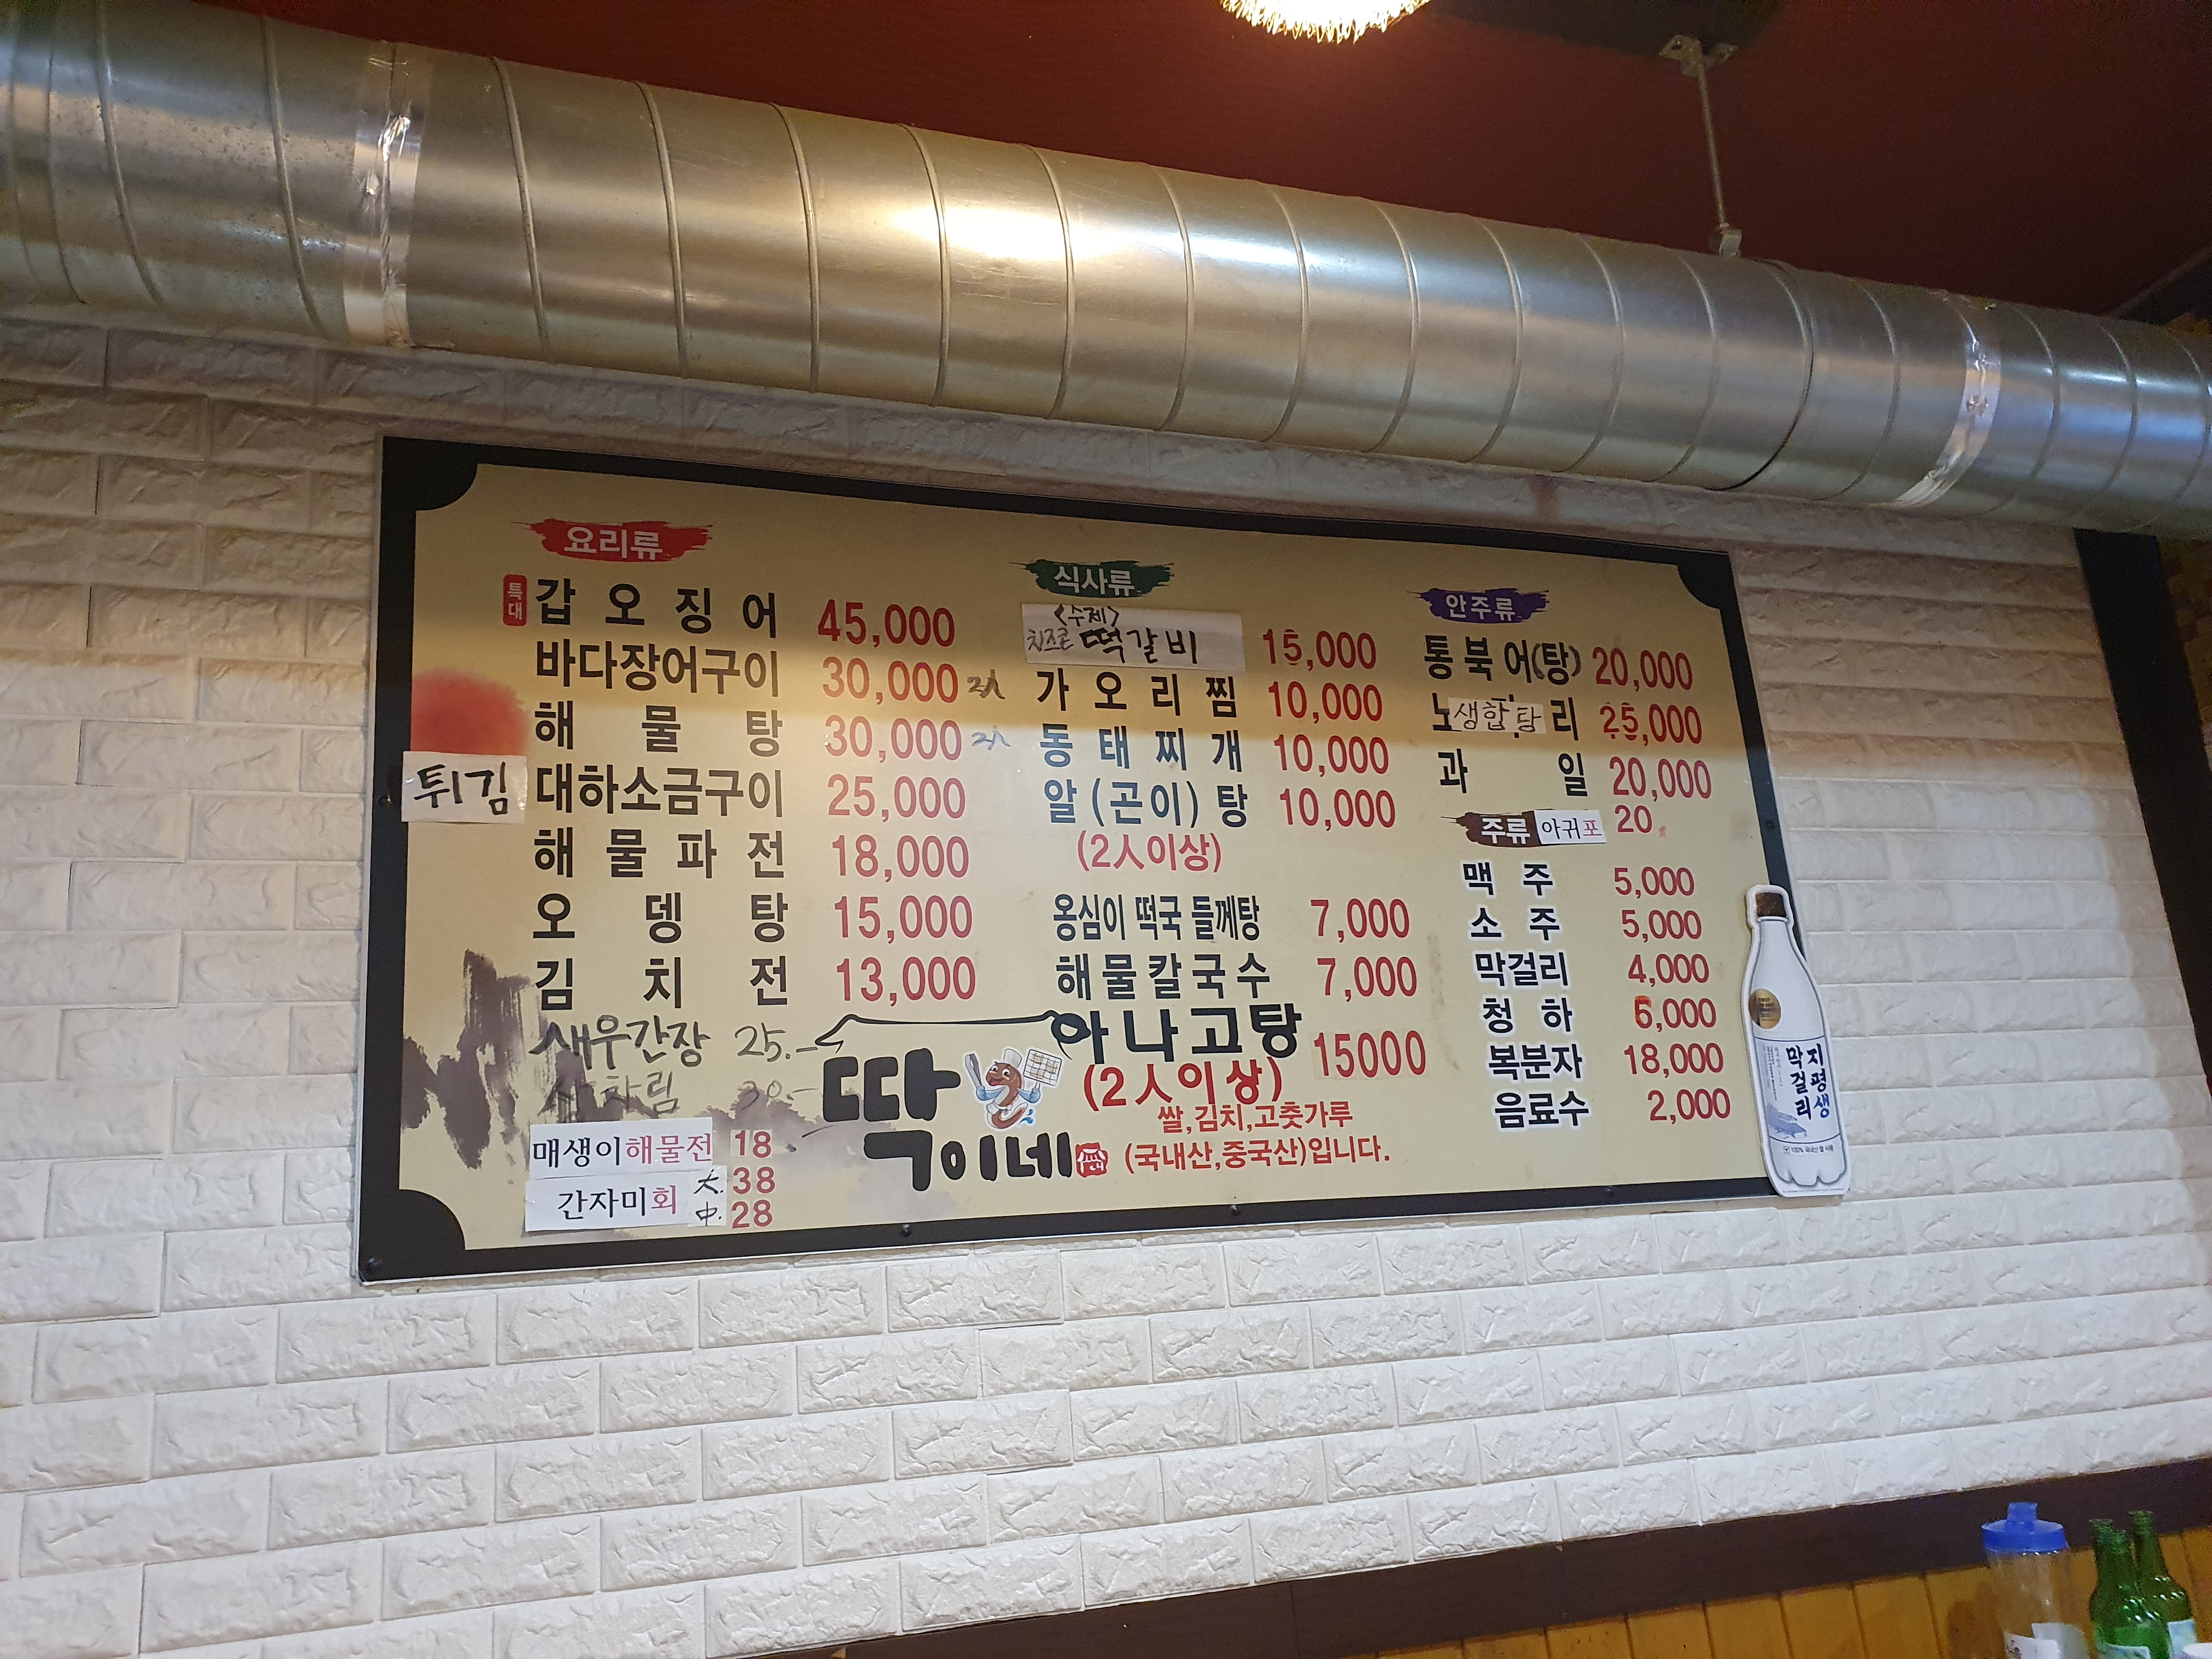 요리류
특대 갑오징어 45,000
바다장어구이 30,000 2人
해물탕 30,000 2人
튀김 대하소금구이 25,000
해물파전 18,000
오뎅탕 15,000
김치전 13,000
새우간장 25.-
상차림 30.-
매생이해물전 18
간자미회 大. 38
中. 28
식사류
<수제>
치즈콘 떡갈비 15,000
가오리찜 10,000
동태찌개 10,000
알(곤이)탕 10,000
(2人이상)
옹심이 떡국 들깨탕 7,000
해물칼국수 7,000
아나고탕 15000
(2人이상)
쌀,김치,고춧가루
(국내산,중국산)입니다.
딱이네
안주류
통북어(탕) 20,000
생합탕 리 25,000
과일 20,000
아귀포 20
주류
맥주 5,000
소주 5,000
막걸리 4,000
청하 6,000
복분자 18,000
음료수 2,000
지평생
막걸리